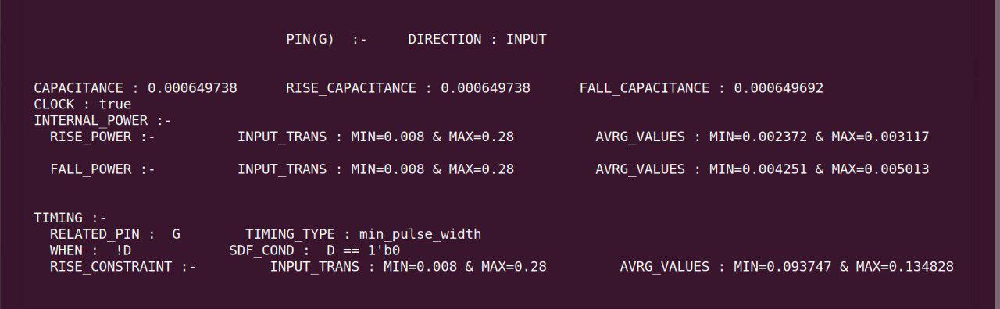 PIN(G)  :-     DIRECTION : INPUT
CAPACITANCE : 0.000649738      RISE_CAPACITANCE : 0.000649738      FALL_CAPACITANCE : 0.000649692
CLOCK : true
INTERNAL_POWER :-
  RISE_POWER :-          INPUT_TRANS : MIN=0.008 & MAX=0.28          AVRG_VALUES : MIN=0.002372 & MAX=0.003117
  FALL_POWER :-          INPUT_TRANS : MIN=0.008 & MAX=0.28          AVRG_VALUES : MIN=0.004251 & MAX=0.005013
TIMING :-
  RELATED_PIN :  G        TIMING_TYPE : min_pulse_width
  WHEN :  !D            SDF_COND :  D == 1'b0
  RISE_CONSTRAINT :-         INPUT_TRANS : MIN=0.008 & MAX=0.28         AVRG_VALUES : MIN=0.093747 & MAX=0.134828